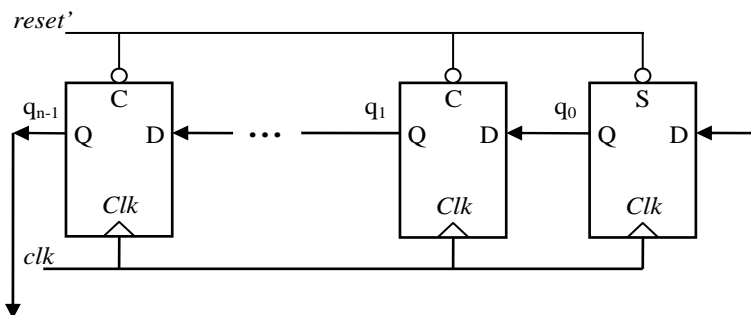 reset’
C C S
qn-1 q1 q0
Q D ... Q D Q D
Clk Clk Clk
clk